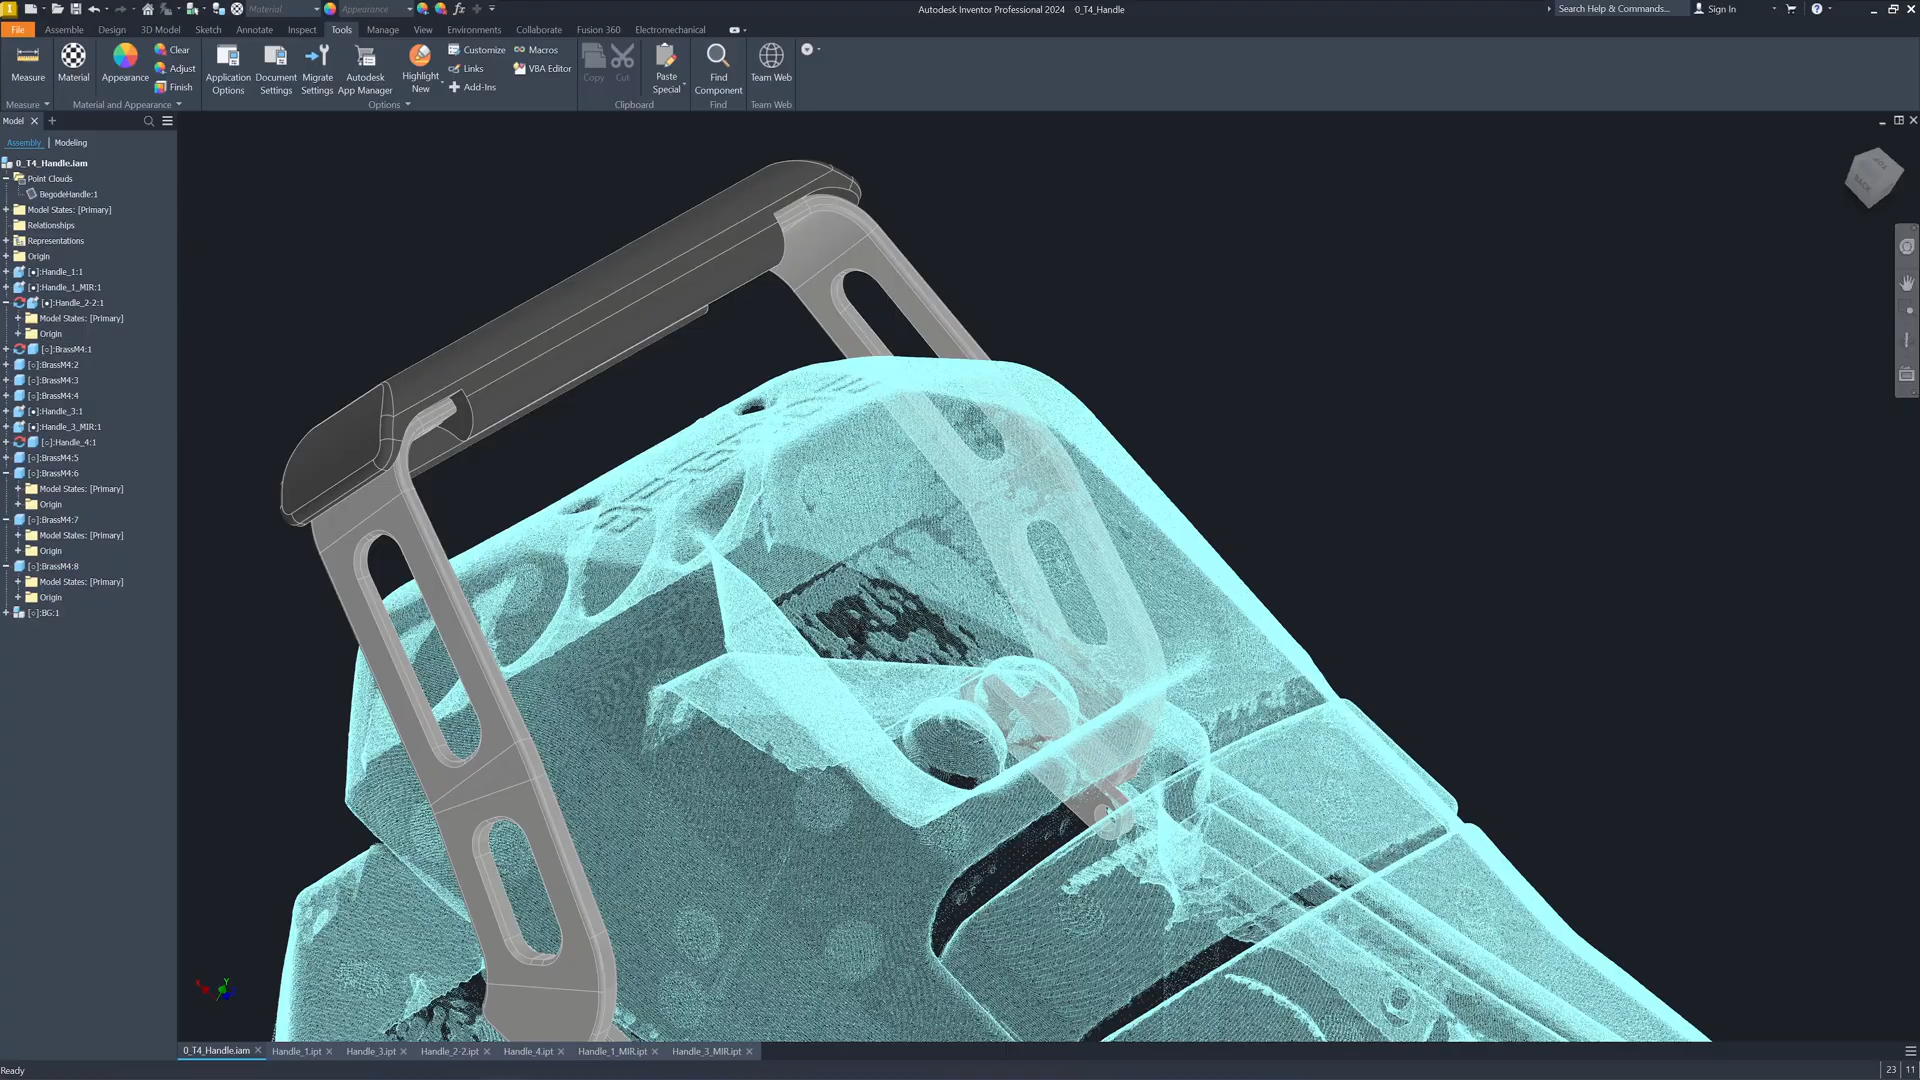 Material
Appearance
Autodesk Inventor Professional 2024 0_T4_Handle
Search Help & Commands...
Sign In
File
Assemble
Design
3D Model
Sketch
Annotate
Inspect
Tools
Manage
View
Environments
Collaborate
Fusion 360
Electromechanical
Measure
Material
Appearance
Clear
Adjust
Finish
Application
Options
Document
Settings
Migrate
Settings
Autodesk
App Manager
Highlight
New
Customize
Links
Add-Ins
Macros
VBA Editor
Copy
Cut
Paste
Special
Find
Component
Team Web
Measure
Material and Appearance
Options
Clipboard
Find
Team Web
Model
Assembly
Modeling
0_T4_Handle.iam
Point Clouds
BegodeHandle:1
Model States: [Primary]
Relationships
Representations
Origin
[●]:Handle_1:1
[●]:Handle_1_MIR:1
[●]:Handle_2-2:1
Model States: [Primary]
Origin
[○]:BrassM4:1
[○]:BrassM4:2
[○]:BrassM4:3
[○]:BrassM4:4
[●]:Handle_3:1
[●]:Handle_3_MIR:1
[○]:Handle_4:1
[○]:BrassM4:5
[○]:BrassM4:6
Model States: [Primary]
Origin
[○]:BrassM4:7
Model States: [Primary]
Origin
[○]:BrassM4:8
Model States: [Primary]
Origin
[○]:BG:1
TOP
BACK
Y
0_T4_Handle.iam
Handle_1.ipt
Handle_3.ipt
Handle_2-2.ipt
Handle_4.ipt
Handle_1_MIR.ipt
Handle_3_MIR.ipt
Ready
23
11